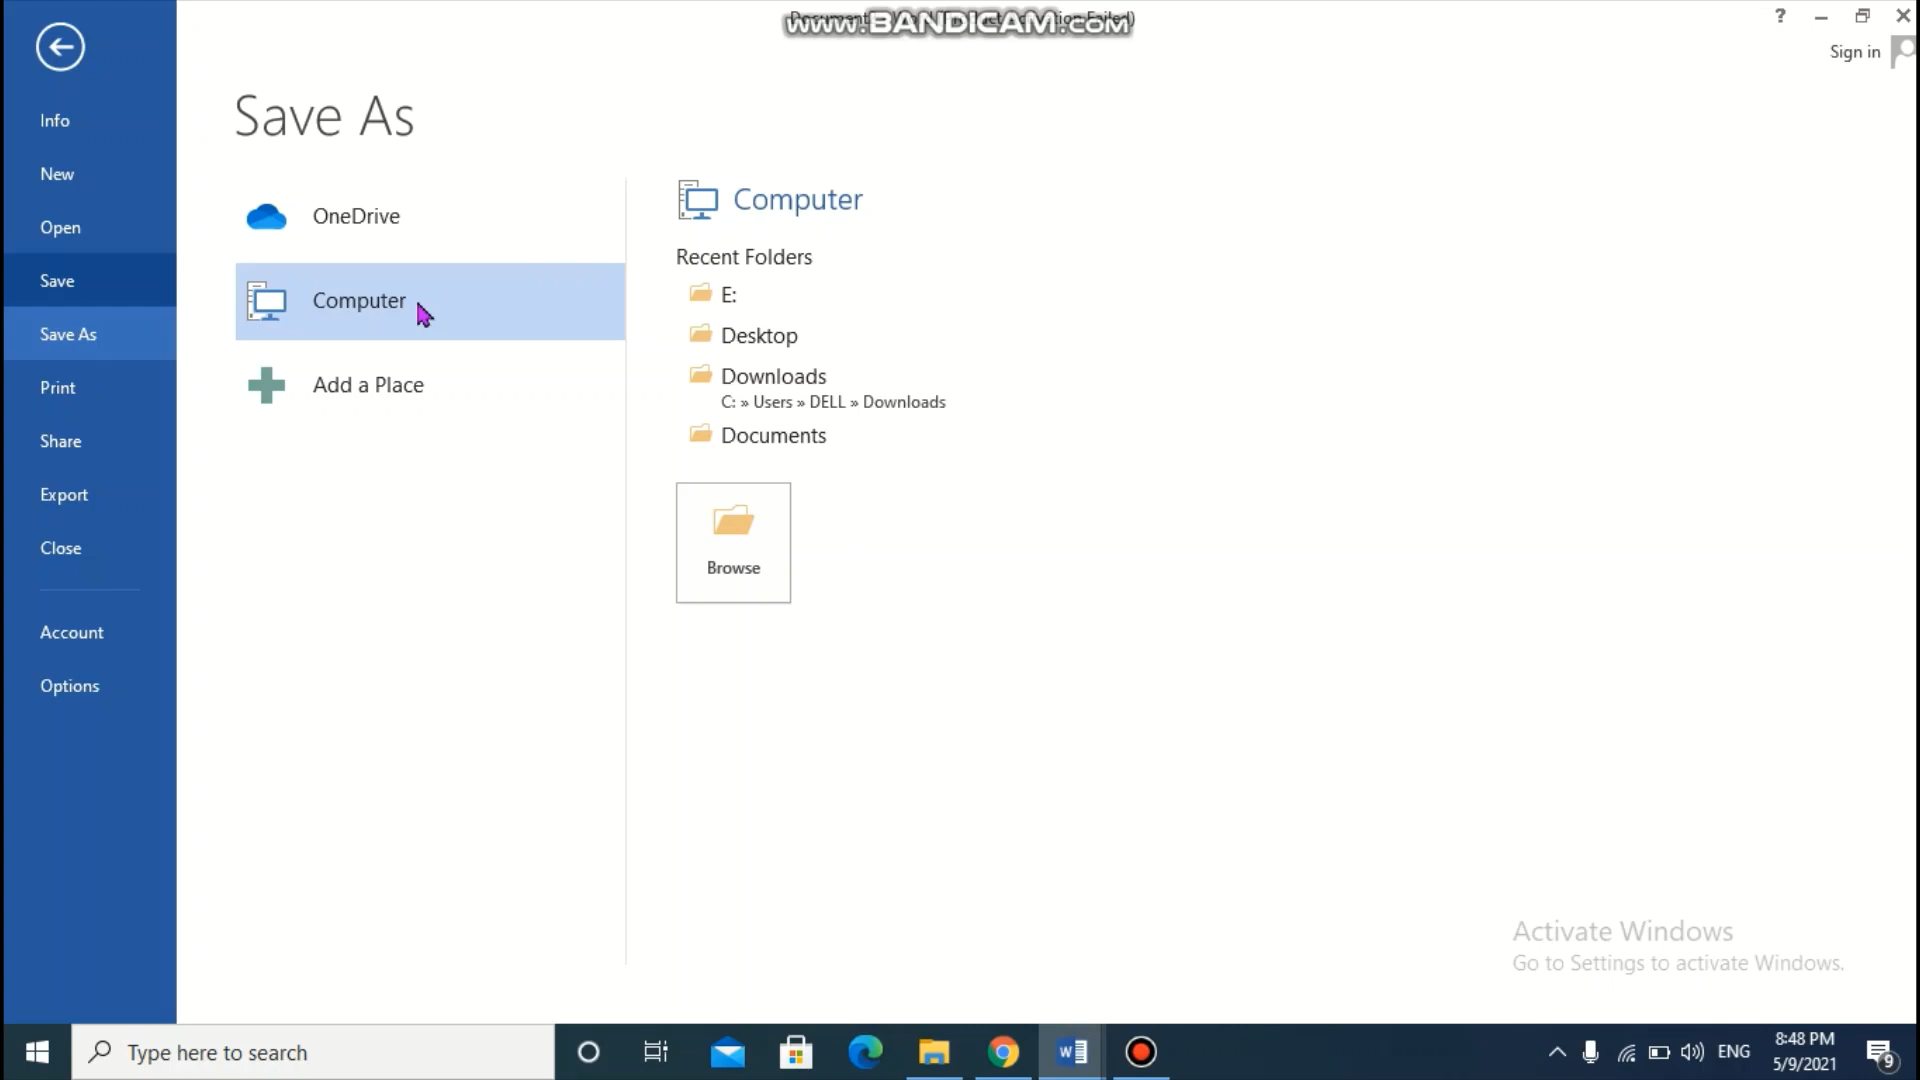 www.BANDICAM.com
?
Sign in
Info
New
Open
Save
Save As
Print
Share
Export
Close
Account
Options
Save As
OneDrive
Computer
Add a Place
Computer
Recent Folders
E:
Desktop
Downloads
C: » Users » DELL » Downloads
Documents
Browse
Activate Windows
Go to Settings to activate Windows.
Type here to search
ENG
8:48 PM
5/9/2021
9